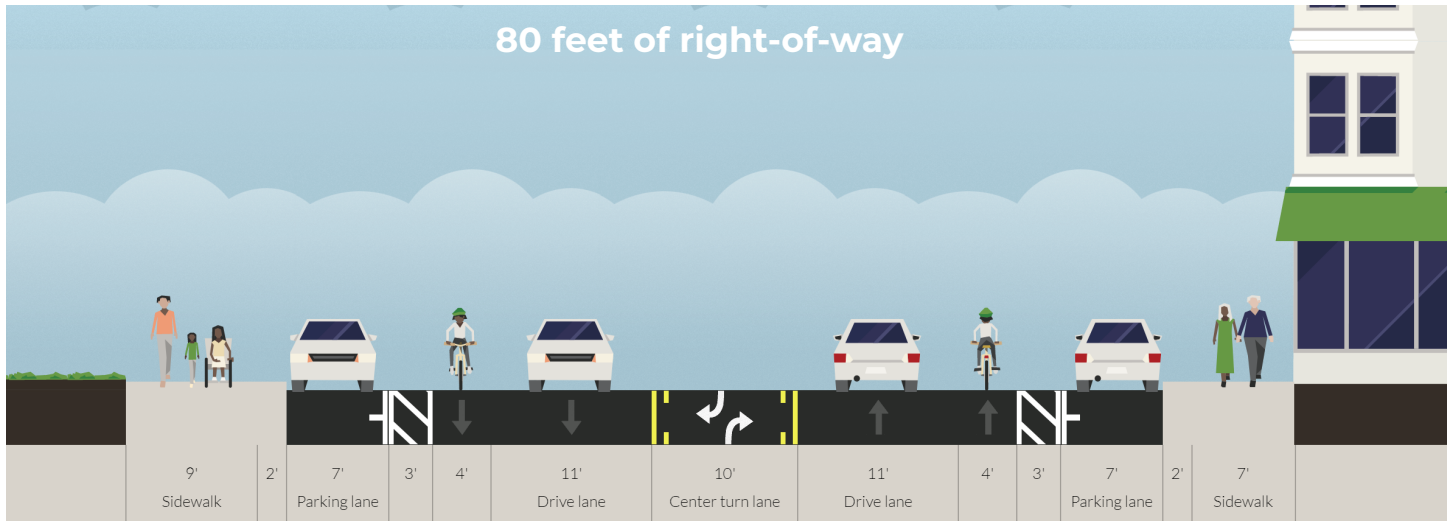 80 feet of right-of-way
9' 2' 7' 3' 4' 11' 10' 11' 4' 3' 7' 2' 7'
Sidewalk Parking lane Drive lane Center turn lane Drive lane Parking lane Sidewalk